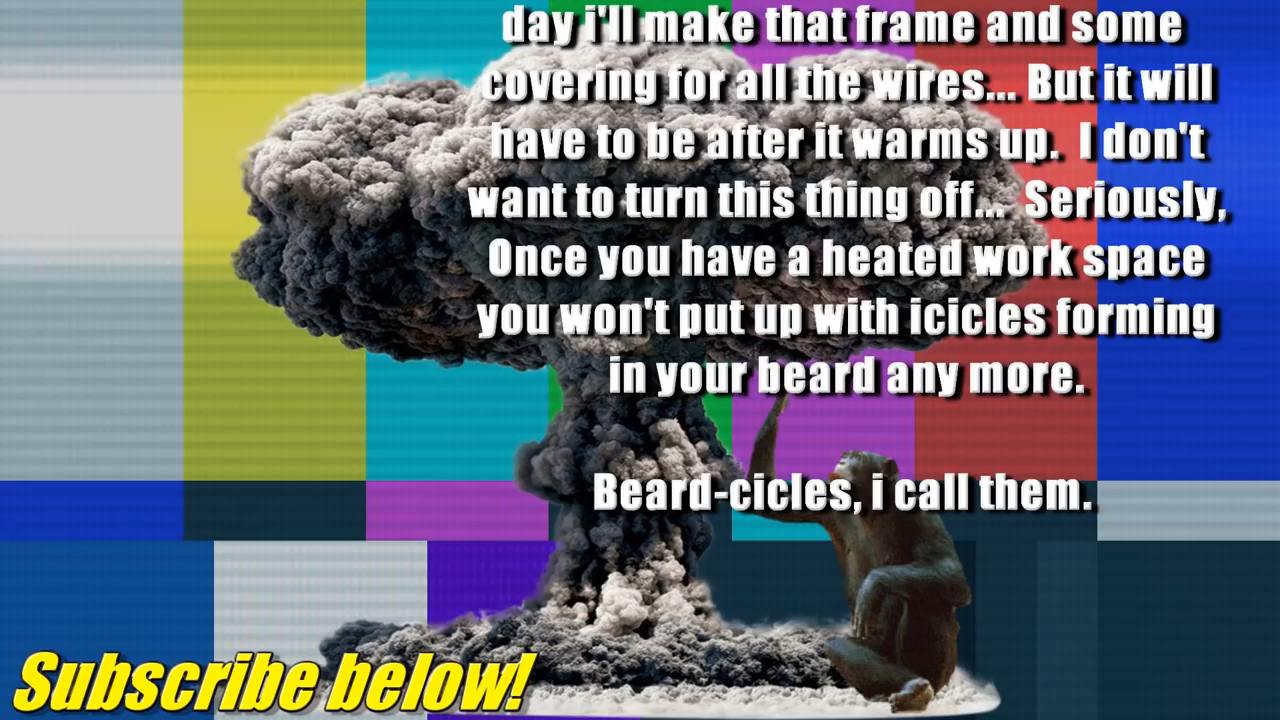 day i'll make that frame and some
covering for all the wires... But it will
have to be after it warms up.  I don't
want to turn this thing off...  Seriously,
Once you have a heated work space
you won't put up with icicles forming
in your beard any more.
Beard-cicles, i call them.
Subscribe below!